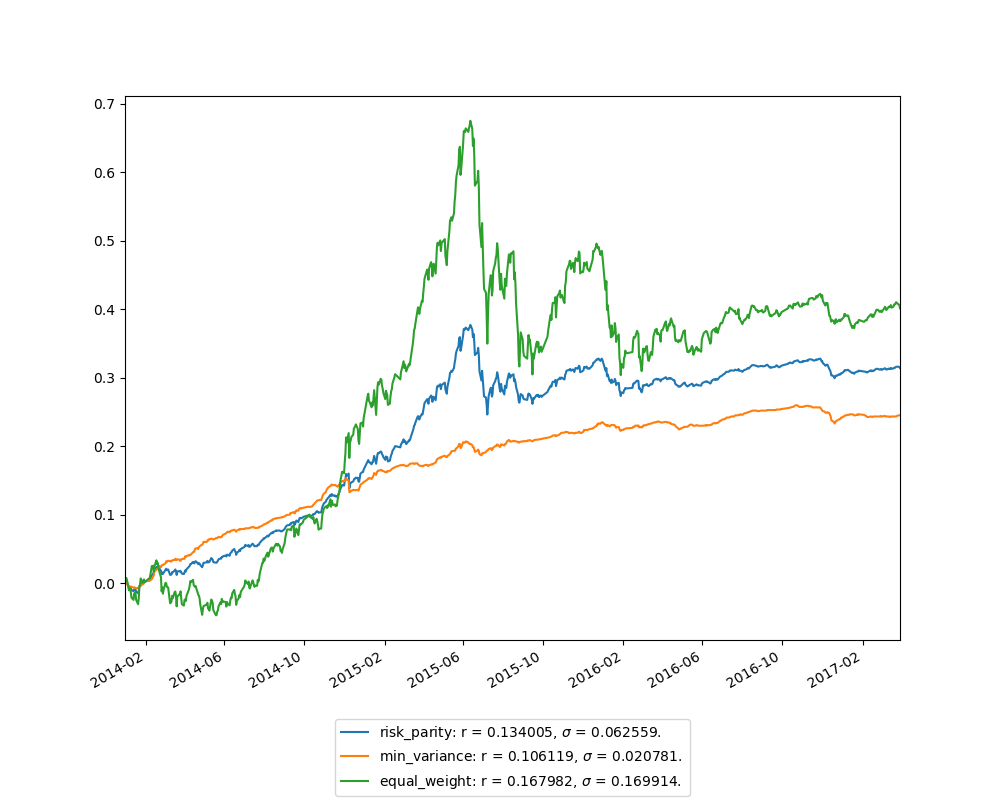 0.7
0.6
0.5
0.4
0.3
0.2
0.1
0.0
2014-02 2014-06 2014-10 2015-02 2015-06 2015-10 2016-02 2016-06 2016-10 2017-02
risk_parity: r = 0.134005, σ = 0.062559.
min_variance: r = 0.106119, σ = 0.020781.
equal_weight: r = 0.167982, σ = 0.169914.